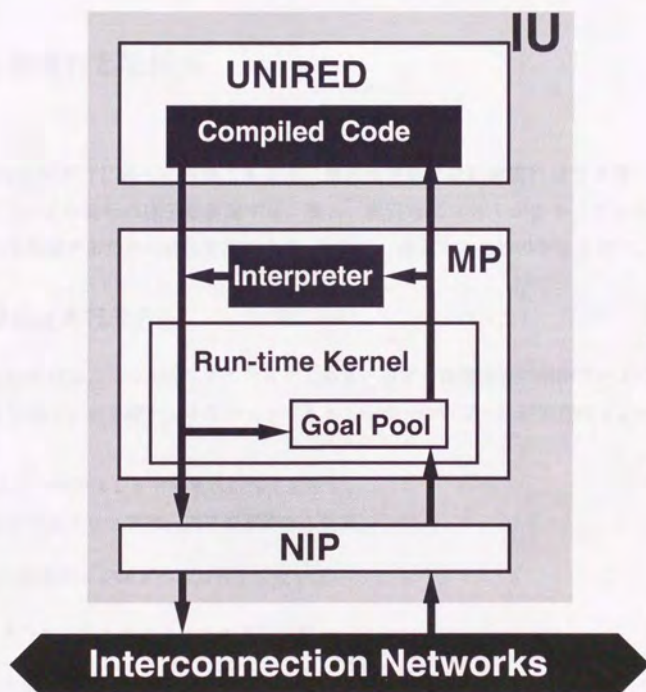 IU
UNIRED
Compiled Code
MP
Interpreter
Run-time Kernel
Goal Pool
NIP
Interconnection Networks